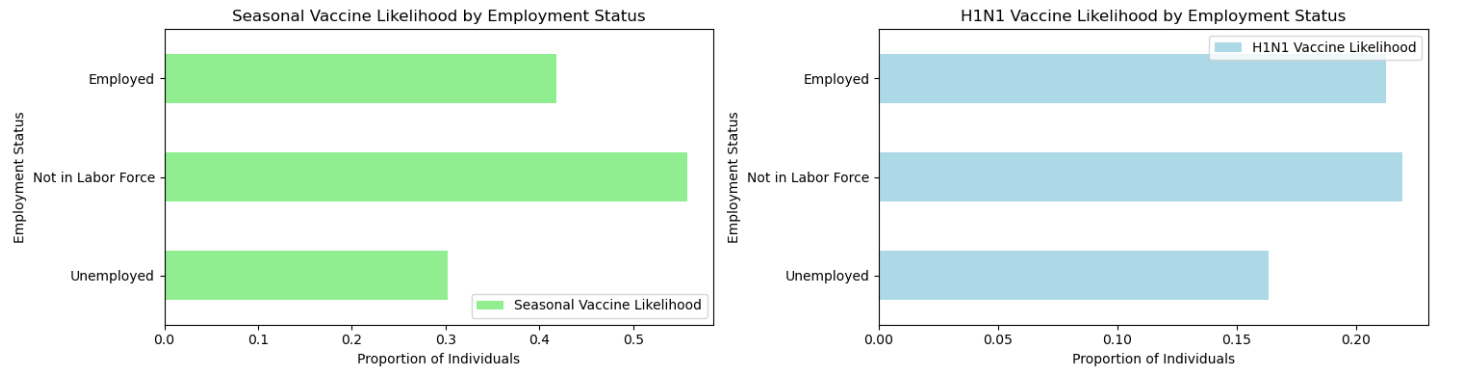 Seasonal Vaccine Likelihood by Employment Status
Employment Status
Employed
Not in Labor Force
Unemployed
Seasonal Vaccine Likelihood
0.0 0.1 0.2 0.3 0.4 0.5
Proportion of Individuals
H1N1 Vaccine Likelihood by Employment Status
H1N1 Vaccine Likelihood
Employment Status
Employed
Not in Labor Force
Unemployed
0.00 0.05 0.10 0.15 0.20
Proportion of Individuals